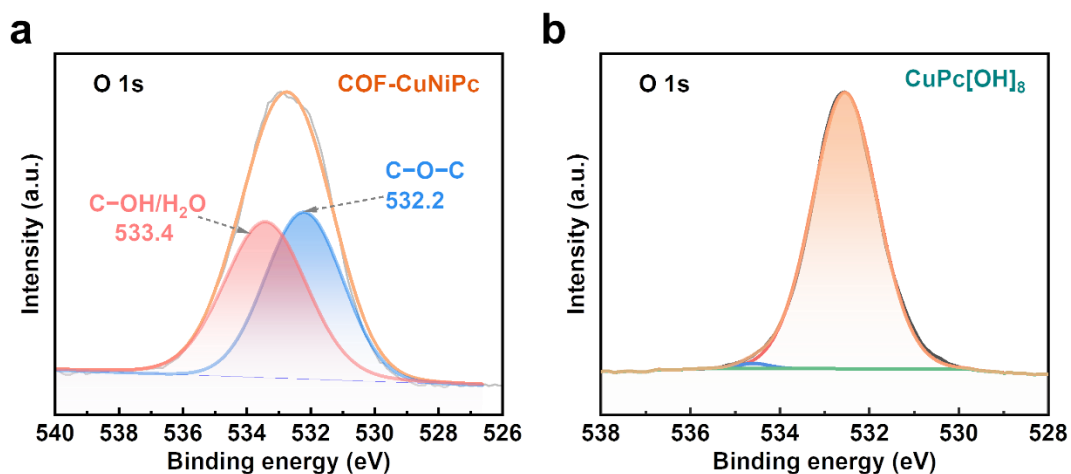 a
O 1s
COF-CuNiPc
C−O−C
532.2
C−OH/H₂O
533.4
Intensity (a.u.)
540 538 536 534 532 530 528 526
Binding energy (eV)
b
O 1s
CuPc[OH]₈
Intensity (a.u.)
538 536 534 532 530 528
Binding energy (eV)